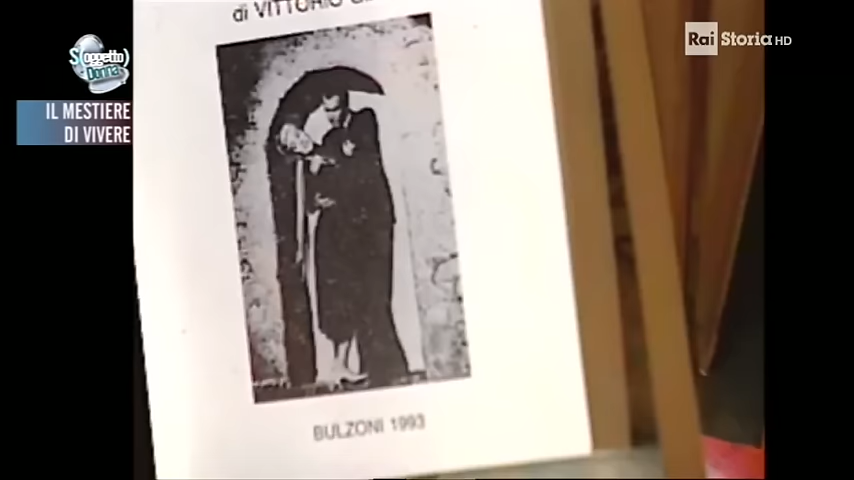 di VITTORIO
Rai Storia HD
S(oggetto)
Donna
IL MESTIERE
DI VIVERE
BULZONI 1993